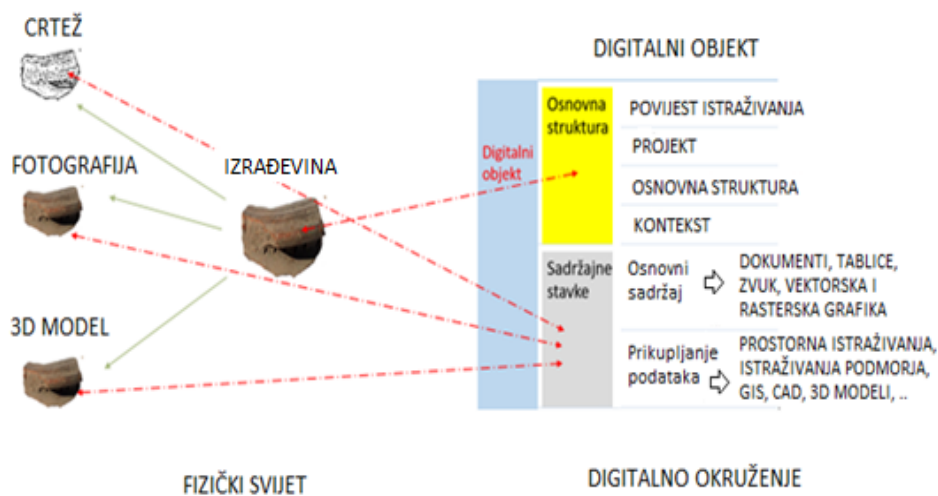 CRTEŽ
FOTOGRAFIJA
IZRAĐEVINA
3D MODEL
FIZIČKI SVIJET
DIGITALNI OBJEKT
Digitalni
objekt
Osnovna
struktura
POVIJEST ISTRAŽIVANJA
PROJEKT
OSNOVNA STRUKTURA
KONTEKST
Sadržajne
stavke
Osnovni
sadržaj
DOKUMENTI, TABLICE,
ZVUK, VEKTORSKA I
RASTERSKA GRAFIKA
Prikupljanje
podataka
PROSTORNA ISTRAŽIVANJA,
ISTRAŽIVANJA PODMORJA,
GIS, CAD, 3D MODELI, ..
DIGITALNO OKRUŽENJE